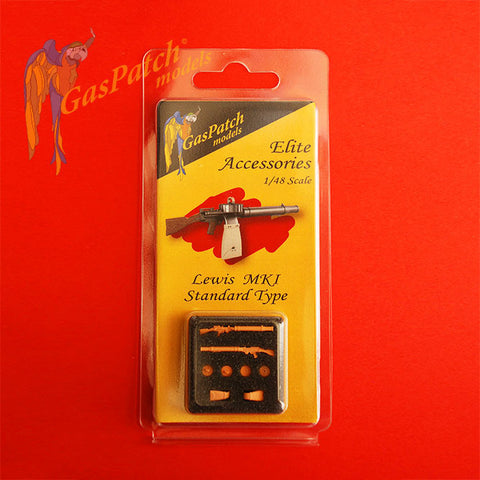 GasPatch®
models
GasPatch
models
Elite
Accessories
1/48 Scale
Lewis MKI
Standard Type